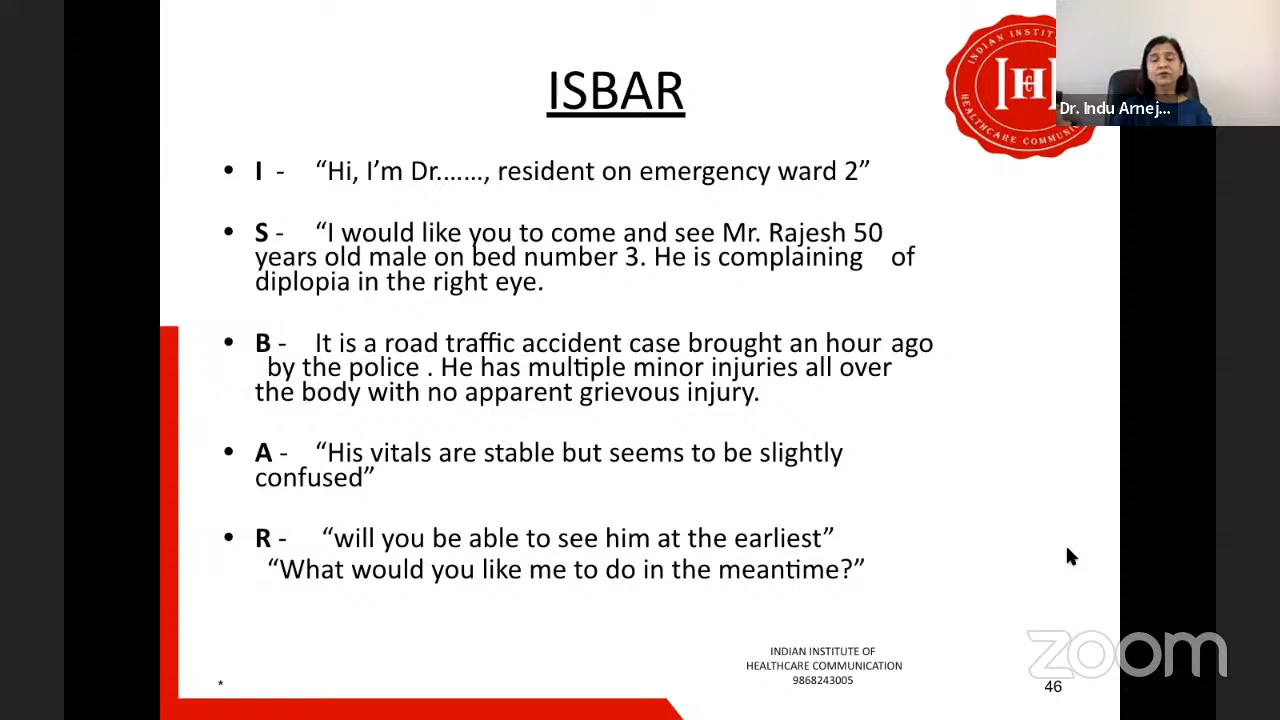 ISBAR
INDIAN INSTIT
HEALTHCARE COMMUNIC
Dr. Indu Arnej...
• I - “Hi, I’m Dr......., resident on emergency ward 2”
• S - “I would like you to come and see Mr. Rajesh 50
years old male on bed number 3. He is complaining of
diplopia in the right eye.
• B - It is a road traffic accident case brought an hour ago
by the police . He has multiple minor injuries all over
the body with no apparent grievous injury.
• A - “His vitals are stable but seems to be slightly
confused”
• R - “will you be able to see him at the earliest”
“What would you like me to do in the meantime?”
INDIAN INSTITUTE OF
HEALTHCARE COMMUNICATION
9868243005
*
46
zoom